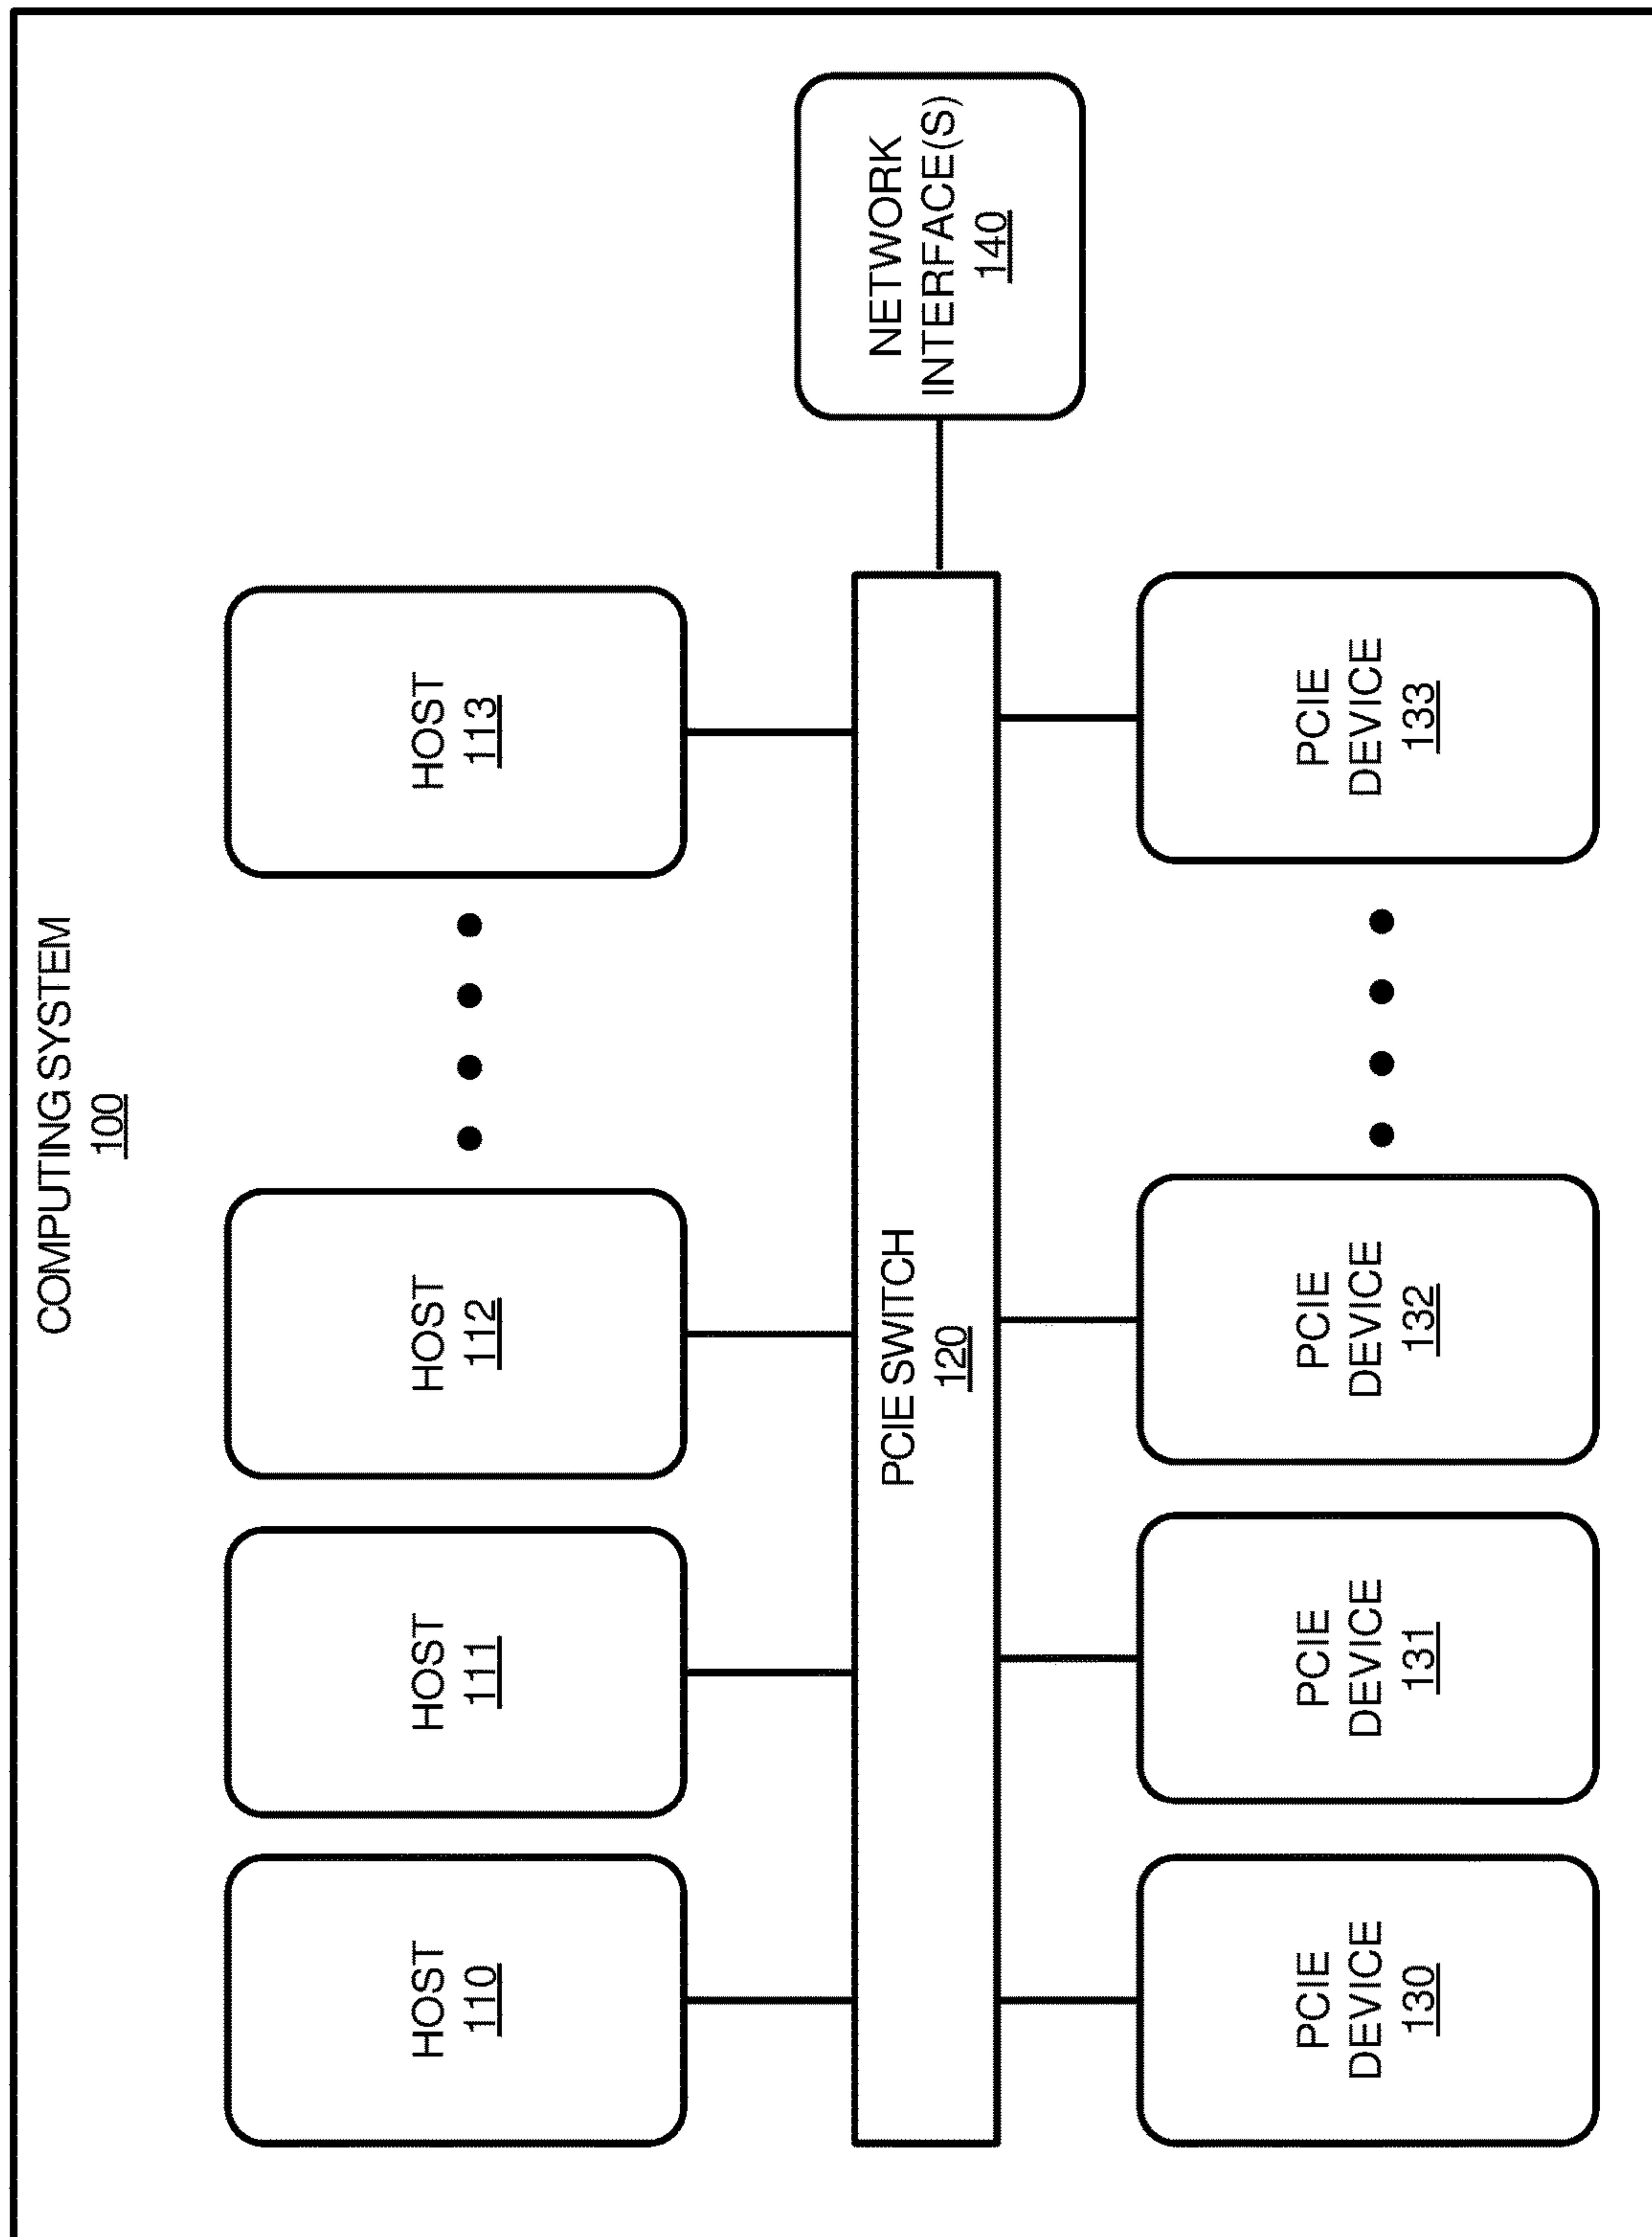 COMPUTING SYSTEM
100
HOST
110
HOST
111
HOST
112
HOST
113
PCIE SWITCH
120
NETWORK
INTERFACE(S)
140
PCIE
DEVICE
130
PCIE
DEVICE
131
PCIE
DEVICE
132
PCIE
DEVICE
133